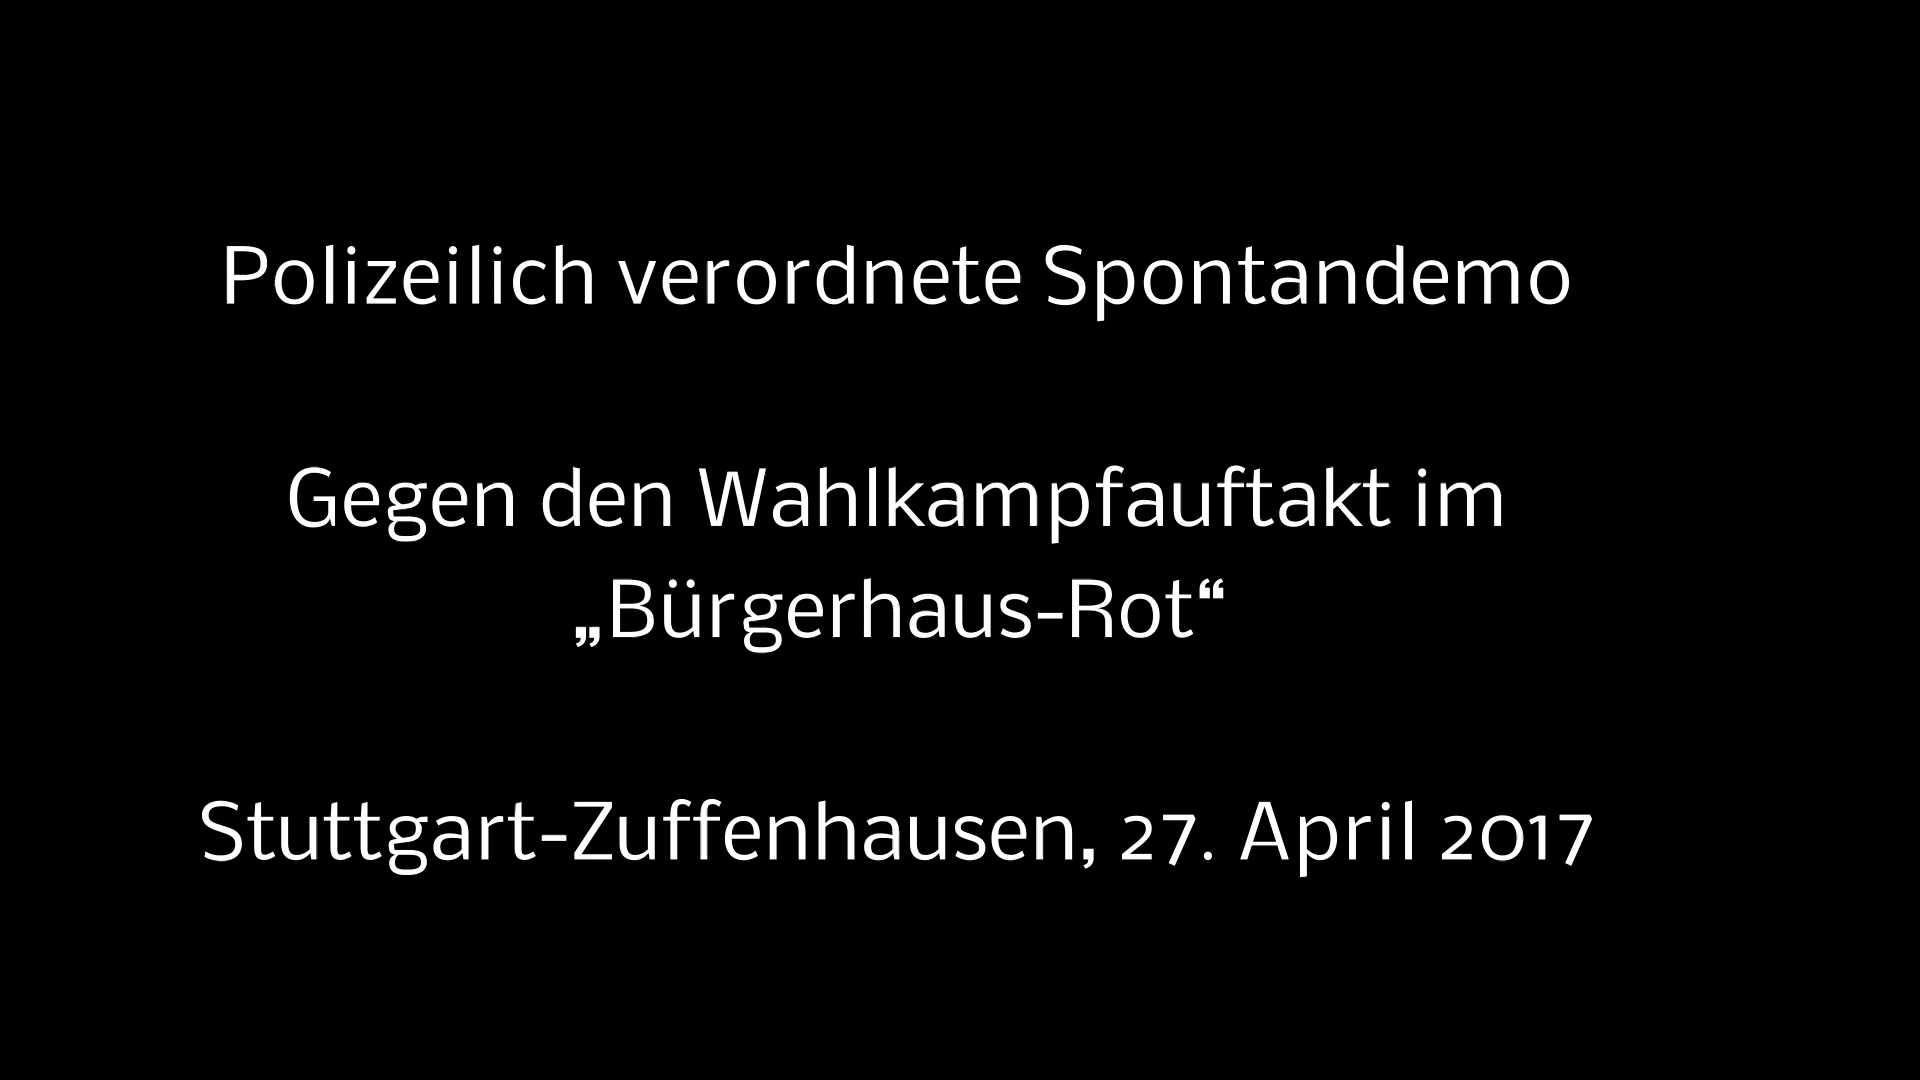 Polizeilich verordnete Spontandemo
Gegen den Wahlkampfauftakt im
„Bürgerhaus-Rot“
Stuttgart-Zuffenhausen, 27. April 2017